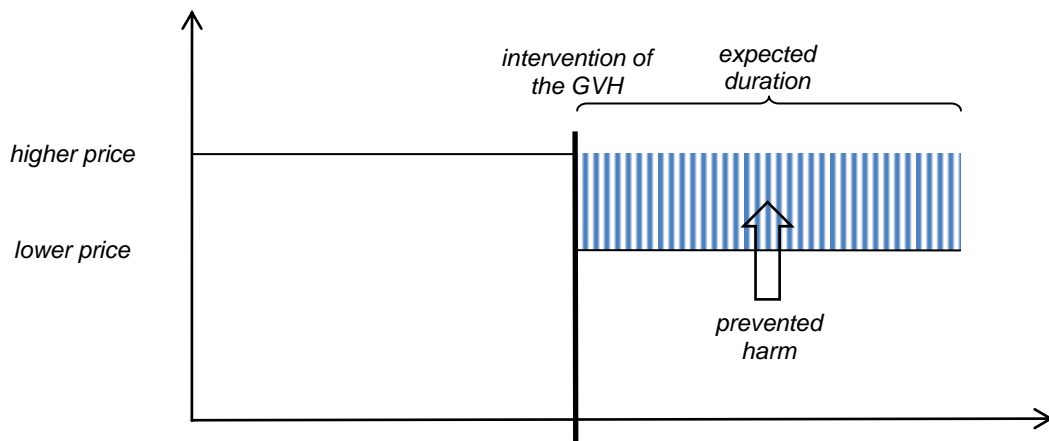 intervention of
the GVH
expected
duration
higher price
lower price
prevented
harm